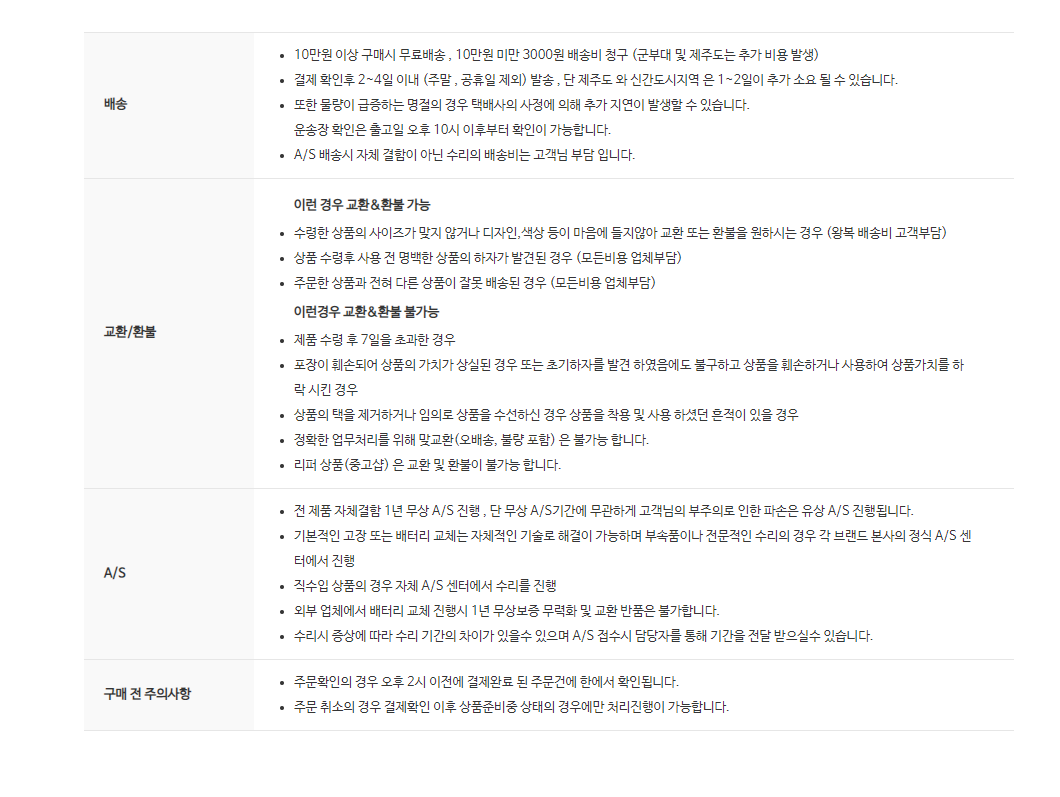 배송
10만원 이상 구매시 무료배송 , 10만원 미만 3000원 배송비 청구 (군부대 및 제주도는 추가 비용 발생)
결제 확인후 2~4일 이내 (주말 , 공휴일 제외) 발송 , 단 제주도 와 신간도시지역 은 1~2일이 추가 소요 될 수 있습니다.
또한 물량이 급증하는 명절의 경우 택배사의 사정에 의해 추가 지연이 발생할 수 있습니다.
운송장 확인은 출고일 오후 10시 이후부터 확인이 가능합니다.
A/S 배송시 자체 결함이 아닌 수리의 배송비는 고객님 부담 입니다.
교환/환불
이런 경우 교환&환불 가능
수령한 상품의 사이즈가 맞지 않거나 디자인,색상 등이 마음에 들지않아 교환 또는 환불을 원하시는 경우 (왕복 배송비 고객부담)
상품 수령후 사용 전 명백한 상품의 하자가 발견된 경우 (모든비용 업체부담)
주문한 상품과 전혀 다른 상품이 잘못 배송된 경우 (모든비용 업체부담)
이런경우 교환&환불 불가능
제품 수령 후 7일을 초과한 경우
포장이 훼손되어 상품의 가치가 상실된 경우 또는 초기하자를 발견 하였음에도 불구하고 상품을 훼손하거나 사용하여 상품가치를 하
락 시킨 경우
상품의 택을 제거하거나 임의로 상품을 수선하신 경우 상품을 착용 및 사용 하셨던 흔적이 있을 경우
정확한 업무처리를 위해 맞교환(오배송, 불량 포함) 은 불가능 합니다.
리퍼 상품(중고샵) 은 교환 및 환불이 불가능 합니다.
A/S
전 제품 자체결함 1년 무상 A/S 진행 , 단 무상 A/S기간에 무관하게 고객님의 부주의로 인한 파손은 유상 A/S 진행됩니다.
기본적인 고장 또는 배터리 교체는 자체적인 기술로 해결이 가능하며 부속품이나 전문적인 수리의 경우 각 브랜드 본사의 정식 A/S 센
터에서 진행
직수입 상품의 경우 자체 A/S 센터에서 수리를 진행
외부 업체에서 배터리 교체 진행시 1년 무상보증 무력화 및 교환 반품은 불가합니다.
수리시 증상에 따라 수리 기간의 차이가 있을수 있으며 A/S 접수시 담당자를 통해 기간을 전달 받으실수 있습니다.
구매 전 주의사항
주문확인의 경우 오후 2시 이전에 결제완료 된 주문건에 한에서 확인됩니다.
주문 취소의 경우 결제확인 이후 상품준비중 상태의 경우에만 처리진행이 가능합니다.